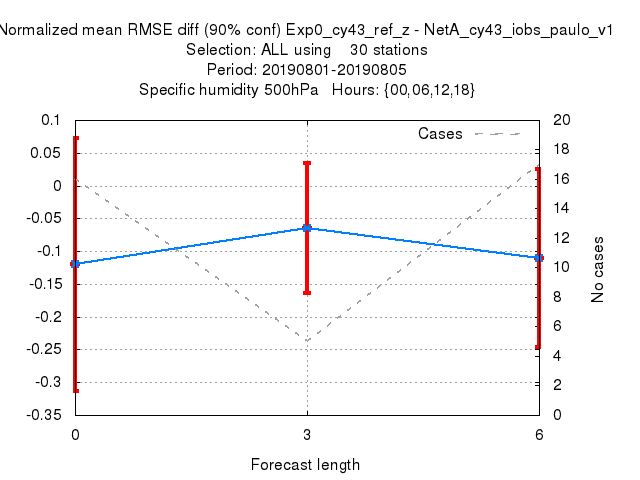 Normalized mean RMSE diff (90% conf) Exp0_cy43_ref_z - NetA_cy43_iobs_paulo_v1
Selection: ALL using 30 stations
Period: 20190801-20190805
Specific humidity 500hPa Hours: {00,06,12,18}
Cases
0.1
0.05
0
-0.05
-0.1
-0.15
-0.2
-0.25
-0.3
-0.35
20
18
16
14
12
10
8
6
4
2
0
No cases
0 3 6
Forecast length